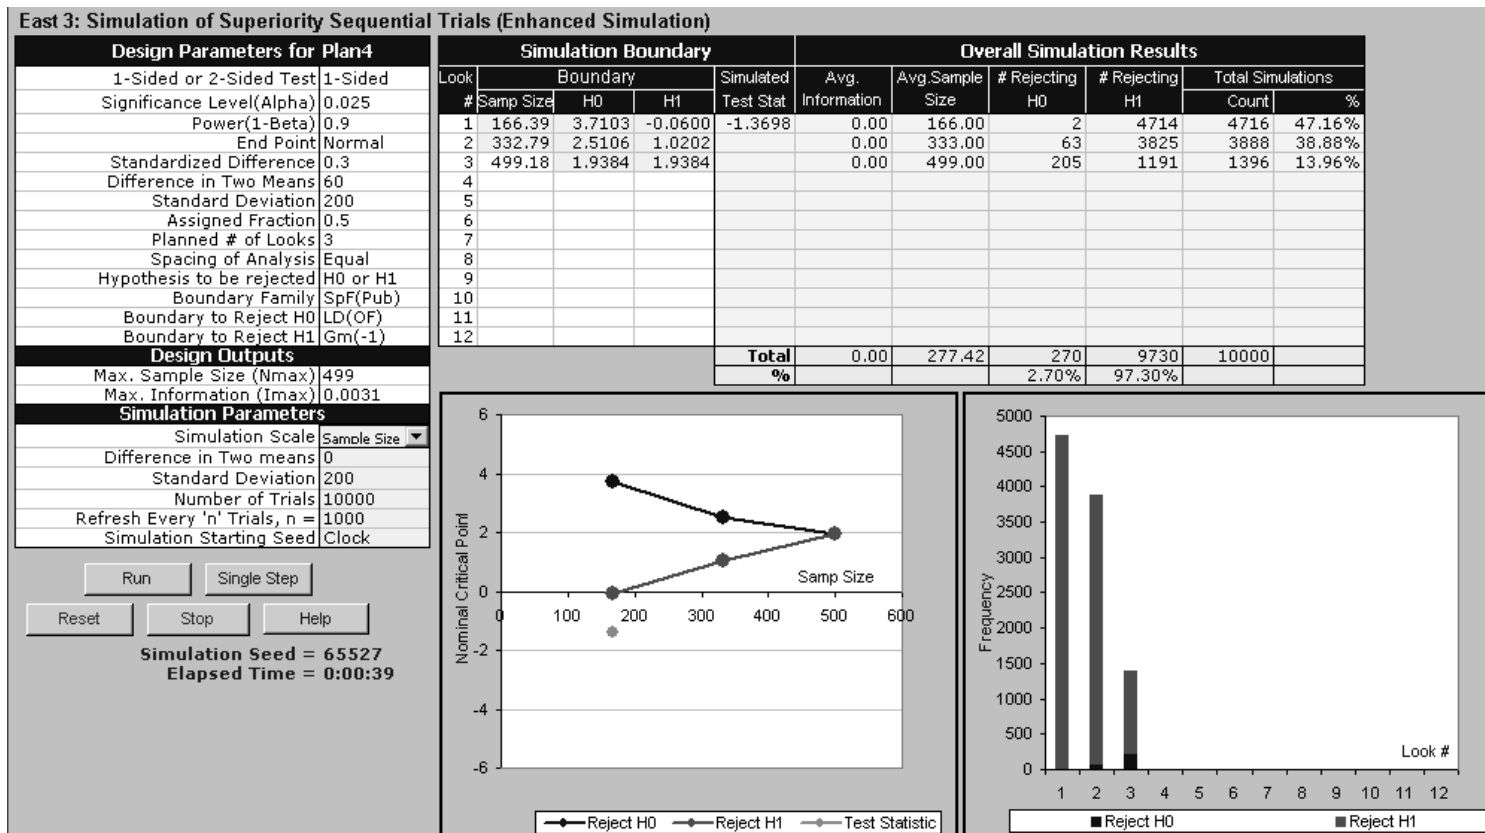 East 3: Simulation of Superiority Sequential Trials (Enhanced Simulation)
Design Parameters for Plan4
1-Sided or 2-Sided Test 1-Sided
Significance Level(Alpha) 0.025
Power(1-Beta) 0.9
End Point Normal
Standardized Difference 0.3
Difference in Two Means 60
Standard Deviation 200
Assigned Fraction 0.5
Planned # of Looks 3
Spacing of Analysis Equal
Hypothesis to be rejected H0 or H1
Boundary Family SpF(Pub)
Boundary to Reject H0 LD(OF)
Boundary to Reject H1 Gm(-1)
Design Outputs
Max. Sample Size (Nmax) 499
Max. Information (Imax) 0.0031
Simulation Parameters
Simulation Scale Sample Size
Difference in Two means 0
Standard Deviation 200
Number of Trials 10000
Refresh Every 'n' Trials, n = 1000
Simulation Starting Seed Clock
Run Single Step
Reset Stop Help
Simulation Seed = 65527
Elapsed Time = 0:00:39
Simulation Boundary Overall Simulation Results
Look Boundary Simulated Avg. Avg.Sample # Rejecting # Rejecting Total Simulations
# Samp Size H0 H1 Test Stat Information Size H0 H1 Count %
1 166.39 3.7103 -0.0600 -1.3698 0.00 166.00 2 4714 4716 47.16%
2 332.79 2.5106 1.0202 0.00 333.00 63 3825 3888 38.88%
3 499.18 1.9384 1.9384 0.00 499.00 205 1191 1396 13.96%
4
5
6
7
8
9
10
11
12
Total 0.00 277.42 270 9730 10000
% 2.70% 97.30%
Nominal Critical Point
6
4
2
0
-2
-4
-6
0 100 200 300 400 500 600
Samp Size
Reject H0 Reject H1 Test Statistic
Frequency
5000
4500
4000
3500
3000
2500
2000
1500
1000
500
0
Look #
1 2 3 4 5 6 7 8 9 10 11 12
Reject H0 Reject H1